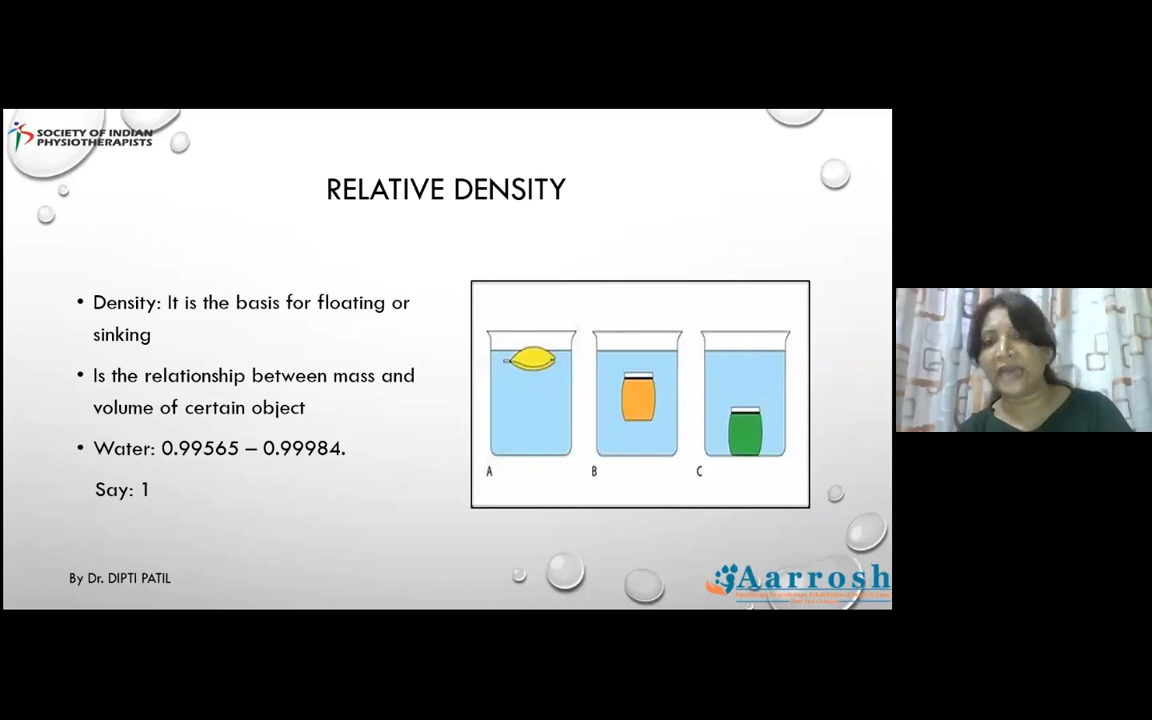 SOCIETY OF INDIAN
PHYSIOTHERAPISTS
RELATIVE DENSITY
• Density: It is the basis for floating or
sinking
• Is the relationship between mass and
volume of certain object
• Water: 0.99565 – 0.99984.
Say: 1
A B C
By Dr. DIPTI PATIL
Aarrosh